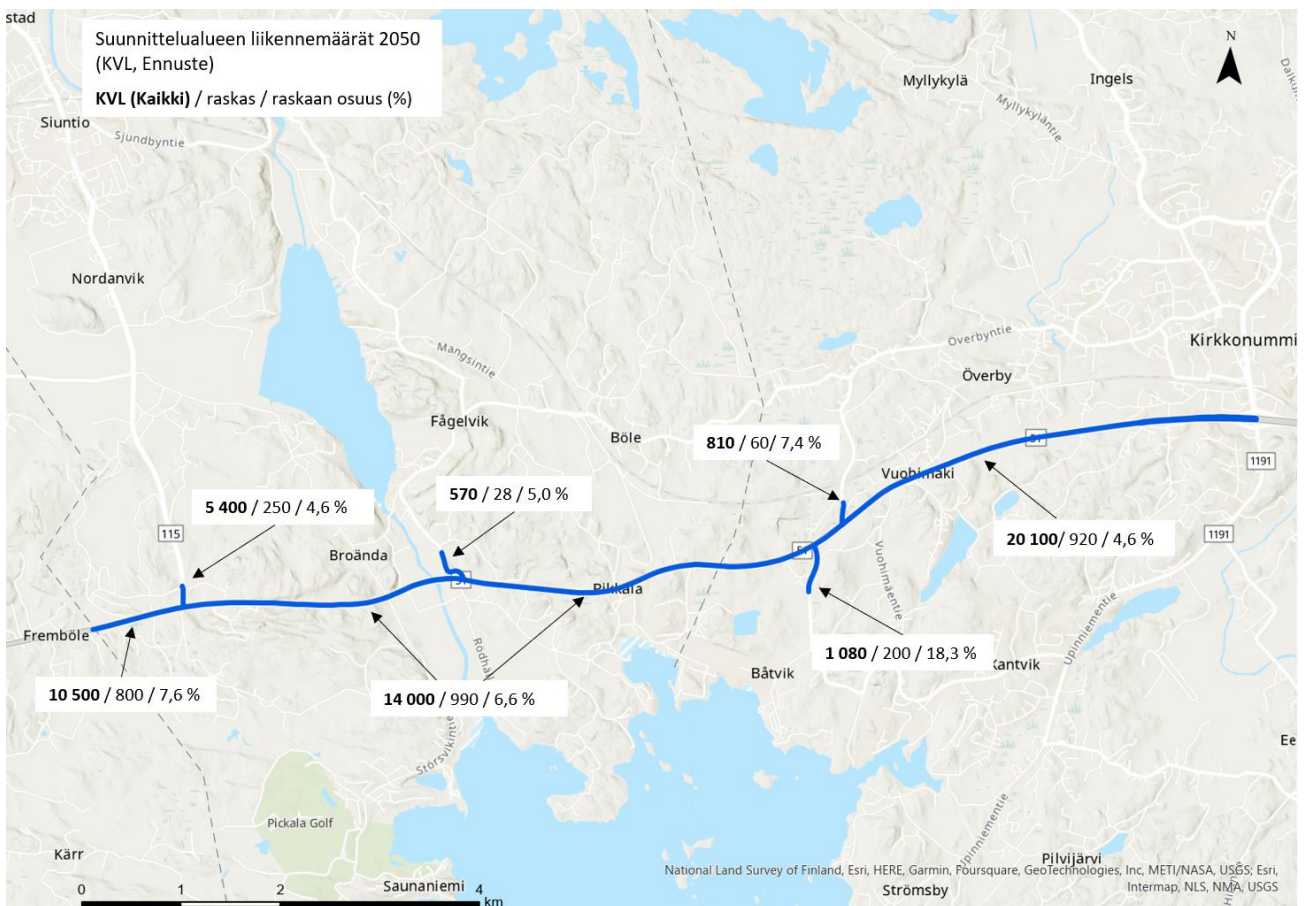 stad
Suunnittelualueen liikennemäärät 2050
(KVL, Ennuste)
KVL (Kaikki) / raskas / raskaan osuus (%)
N
Myllykylä
Ingels
Myllykyläntie
Siuntio
Sjundbyntie
Nordanvik
Mangsintie
Överbyntie
Kirkkonummi
Överby
Fågelvik
Böle
810 / 60/ 7,4 %
Vuohimäki
51
1191
570 / 28 / 5,0 %
5 400 / 250 / 4,6 %
115
Broända
20 100/ 920 / 4,6 %
1191
51
Vuohimäentie
51
Pikkala
Fremböle
1 080 / 200 / 18,3 %
Båtvik
Kantvik
Upinniementie
10 500 / 800 / 7,6 %
14 000 / 990 / 6,6 %
Störsvikintie
Ee
Pickala Golf
Kärr
Upinniementie
Pilvijärvi
National Land Survey of Finland, Esri, HERE, Garmin, Foursquare, GeoTechnologies, Inc, METI/NASA, USGS; Esri,
Intermap, NLS, NMA, USGS
Saunaniemi
Strömsby
0 1 2 4
km